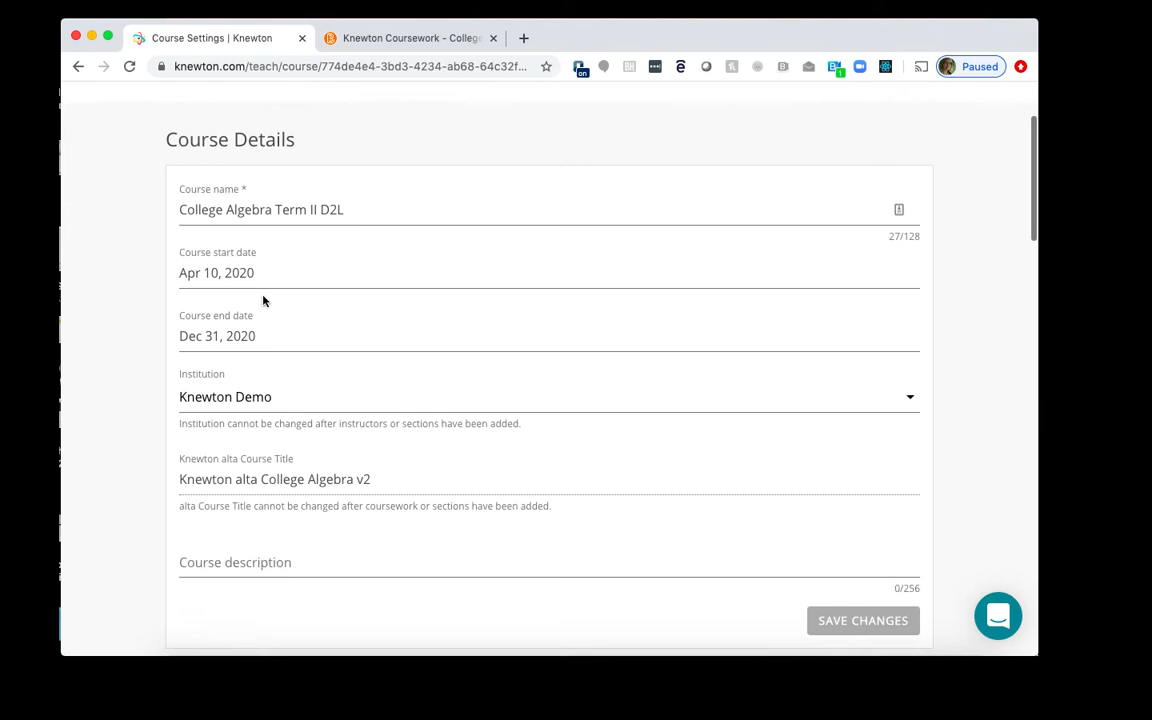 Course Settings | Knewton
Knewton Coursework - College
knewton.com/teach/course/774de4e4-3bd3-4234-ab68-64c32f...
on
1
Paused
Course Details
Course name *
College Algebra Term II D2L
27/128
Course start date
Apr 10, 2020
Course end date
Dec 31, 2020
Institution
Knewton Demo
Institution cannot be changed after instructors or sections have been added.
Knewton alta Course Title
Knewton alta College Algebra v2
alta Course Title cannot be changed after coursework or sections have been added.
Course description
0/256
SAVE CHANGES